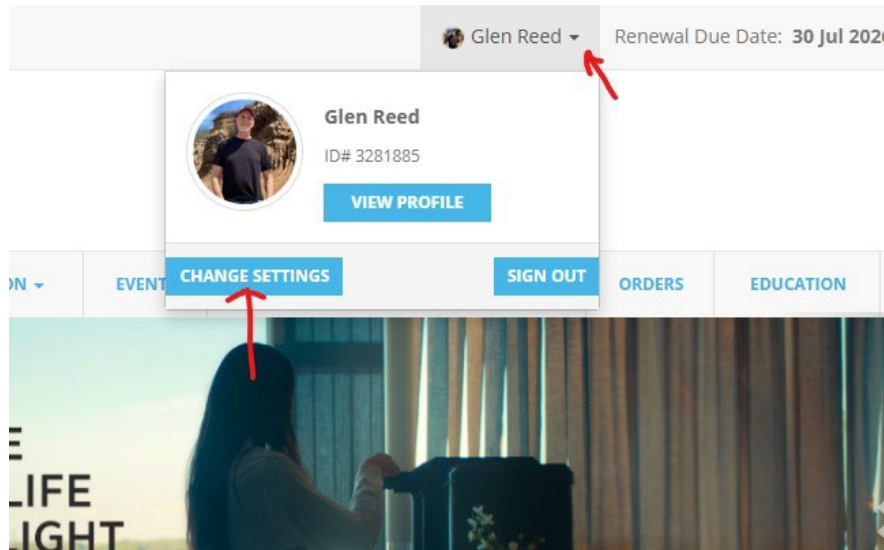 Glen Reed Renewal Due Date: 30 Jul 202
Glen Reed
ID# 3281885
VIEW PROFILE
CHANGE SETTINGS SIGN OUT
ON EVENT ORDERS EDUCATION
E
LIFE
IGHT